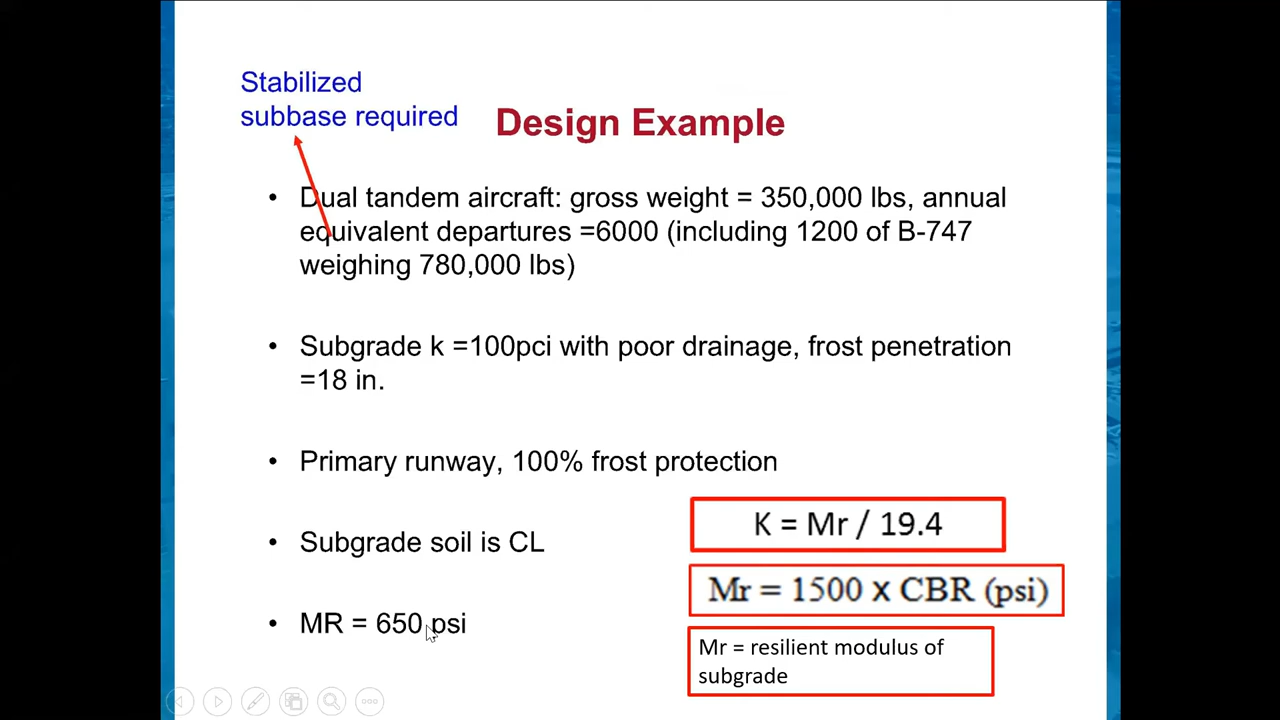 Stabilized
subbase required
Design Example
• Dual tandem aircraft: gross weight = 350,000 lbs, annual
equivalent departures =6000 (including 1200 of B-747
weighing 780,000 lbs)
• Subgrade k =100pci with poor drainage, frost penetration
=18 in.
• Primary runway, 100% frost protection
• Subgrade soil is CL
• MR = 650 psi
K = Mr / 19.4
Mr = 1500 x CBR (psi)
Mr = resilient modulus of
subgrade